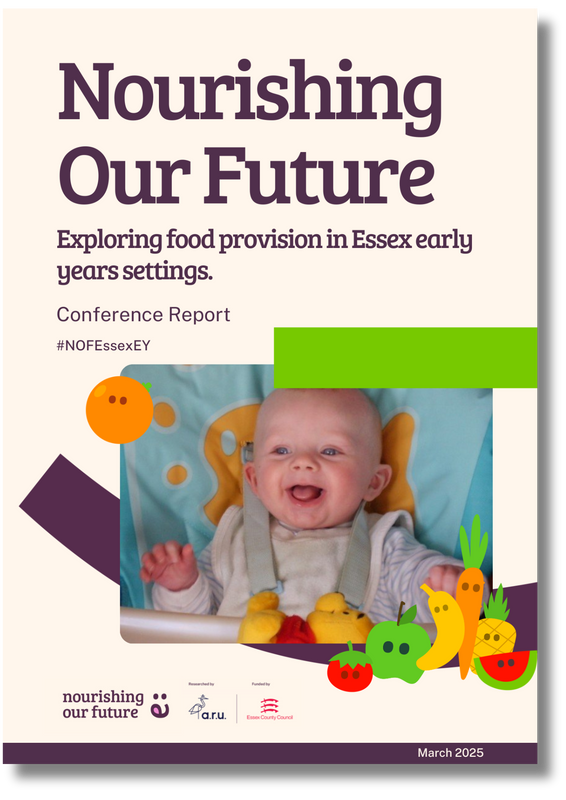 Nourishing
Our Future
Exploring food provision in Essex early
years settings.
Conference Report
#NOFEssexEY
nourishing
our future
Researched by
a.r.u.
Funded by
Essex County Council
March 2025